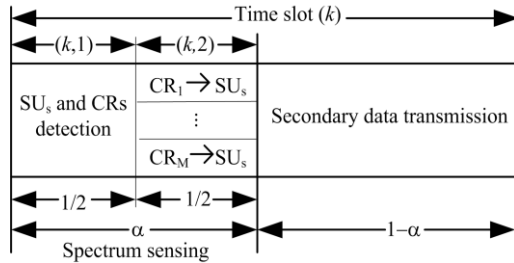 Time slot (k)
(k,1)
(k,2)
SUs and CRs
detection
CR1 → SUs
⋮
CRM → SUs
Secondary data transmission
1/2
1/2
α
1−α
Spectrum sensing